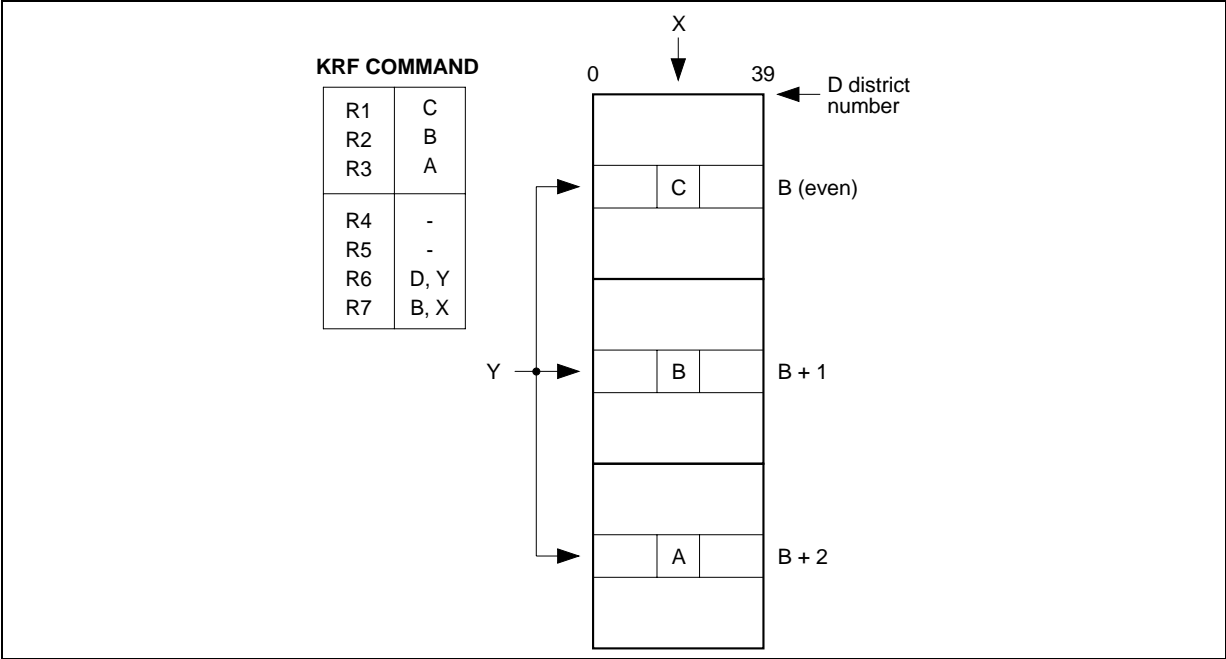 X
KRF COMMAND
0 39
D district
number
R1 C
R2 B
R3 A
R4 -
R5 -
R6 D, Y
R7 B, X
C B (even)
Y B B + 1
A B + 2